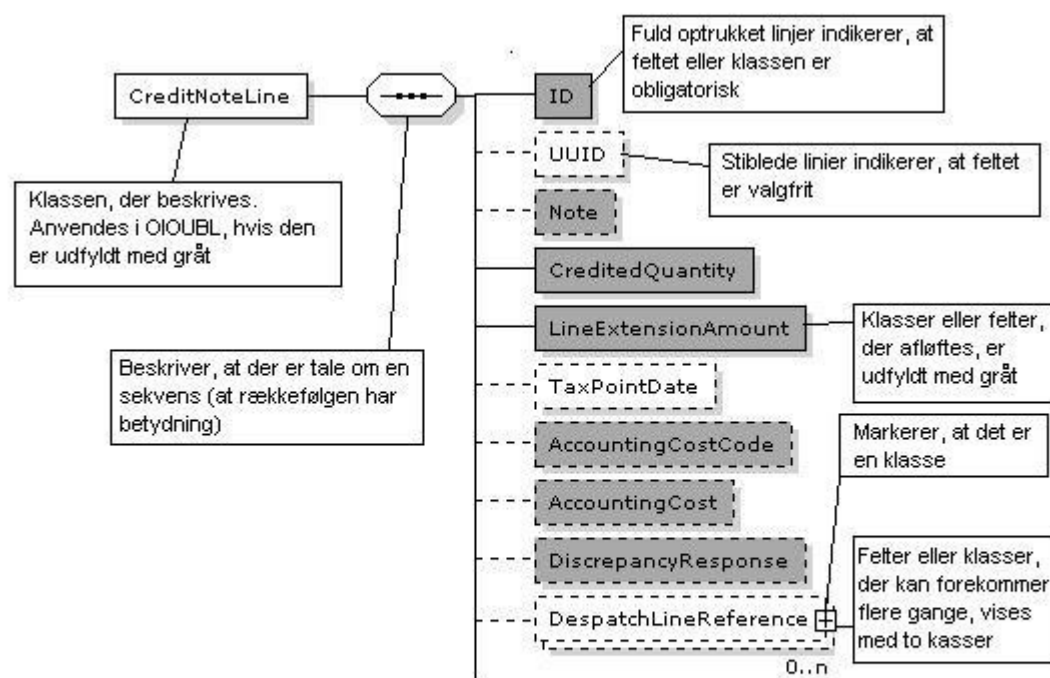 Fuld optrukket linjer indikerer, at
feltet eller klassen er
obligatorisk
CreditNoteLine
ID
UUID
Stiblede linier indikerer, at feltet
er valgfrit
Klassen, der beskrives.
Anvendes i OIOUBL, hvis den
er udfyldt med gråt
Note
CreditedQuantity
LineExtensionAmount
Klasser eller felter,
der afløftes, er
udfyldt med gråt
Beskriver, at der er tale om en
sekvens (at rækkefølgen har
betydning)
TaxPointDate
AccountingCostCode
Markerer, at det er
en klasse
AccountingCost
DiscrepancyResponse
Felter eller klasser,
der kan forekommer
flere gange, vises
med to kasser
DespatchLineReference
0..n